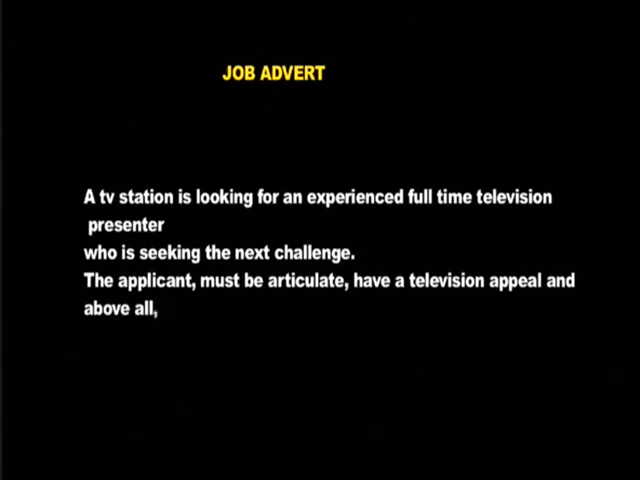 JOB ADVERT
A tv station is looking for an experienced full time television
presenter
who is seeking the next challenge.
The applicant, must be articulate, have a television appeal and
above all,